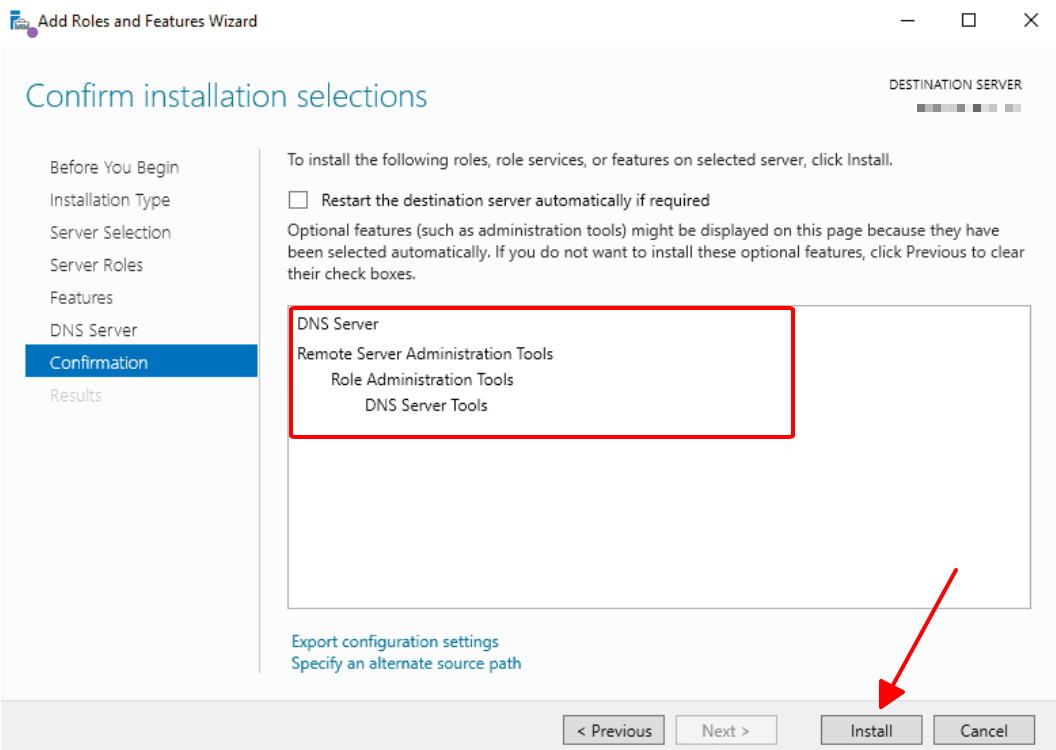 Add Roles and Features Wizard
Confirm installation selections
DESTINATION SERVER
Before You Begin
Installation Type
Server Selection
Server Roles
Features
DNS Server
Confirmation
Results
To install the following roles, role services, or features on selected server, click Install.
Restart the destination server automatically if required
Optional features (such as administration tools) might be displayed on this page because they have
been selected automatically. If you do not want to install these optional features, click Previous to clear
their check boxes.
DNS Server
Remote Server Administration Tools
Role Administration Tools
DNS Server Tools
Export configuration settings
Specify an alternate source path
< Previous
Next >
Install
Cancel